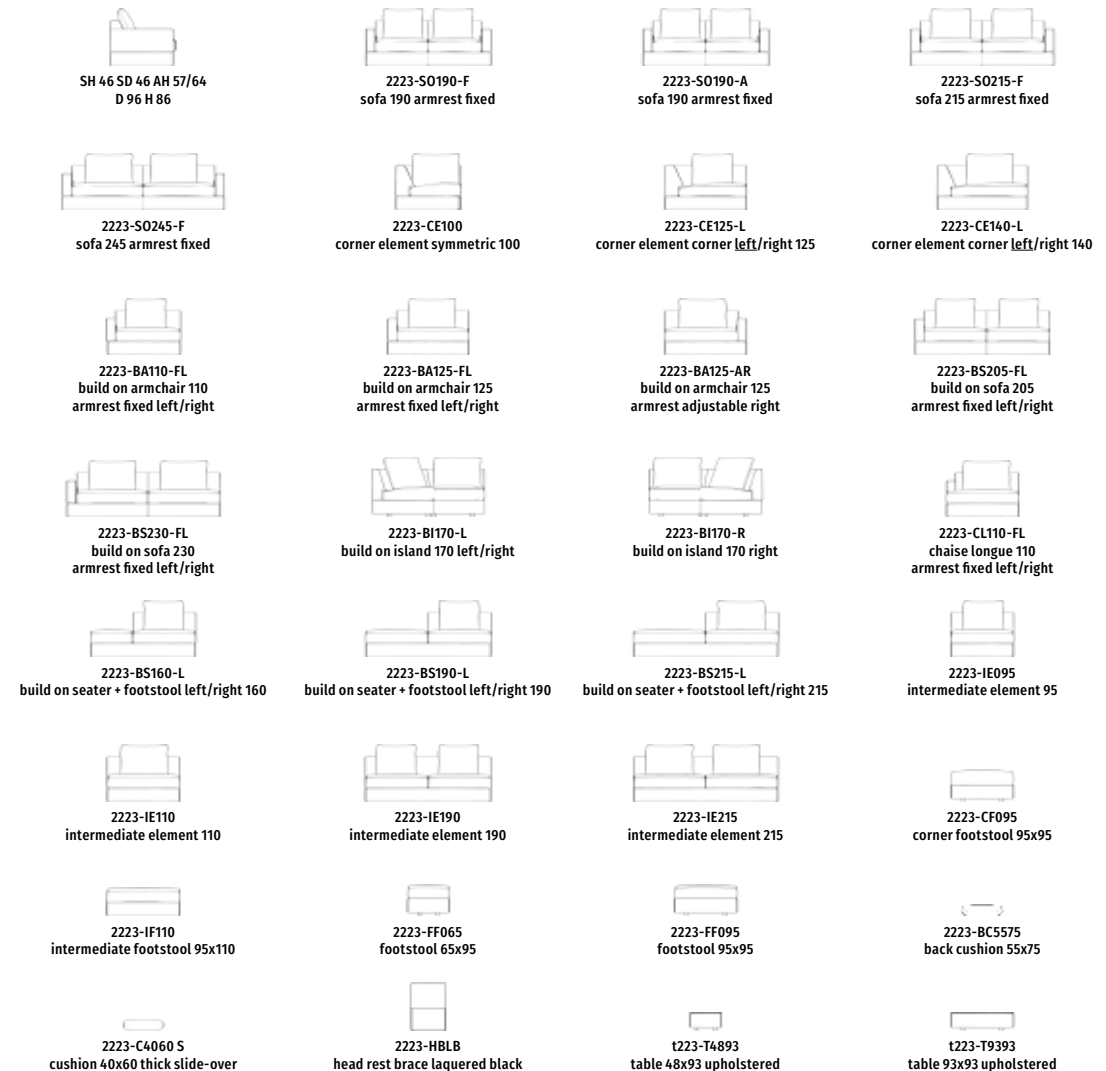 SH 46 SD 46 AH 57/64
D 96 H 86
2223-SO190-F
sofa 190 armrest fixed
2223-SO190-A
sofa 190 armrest fixed
2223-SO215-F
sofa 215 armrest fixed
2223-SO245-F
sofa 245 armrest fixed
2223-CE100
corner element symmetric 100
2223-CE125-L
corner element corner left/right 125
2223-CE140-L
corner element corner left/right 140
2223-BA110-FL
build on armchair 110
armrest fixed left/right
2223-BA125-FL
build on armchair 125
armrest fixed left/right
2223-BA125-AR
build on armchair 125
armrest adjustable right
2223-BS205-FL
build on sofa 205
armrest fixed left/right
2223-BS230-FL
build on sofa 230
armrest fixed left/right
2223-BI170-L
build on island 170 left/right
2223-BI170-R
build on island 170 right
2223-CL110-FL
chaise longue 110
armrest fixed left/right
2223-BS160-L
build on seater + footstool left/right 160
2223-BS190-L
build on seater + footstool left/right 190
2223-BS215-L
build on seater + footstool left/right 215
2223-IE095
intermediate element 95
2223-IE110
intermediate element 110
2223-IE190
intermediate element 190
2223-IE215
intermediate element 215
2223-CF095
corner footstool 95x95
2223-IF110
intermediate footstool 95x110
2223-FF065
footstool 65x95
2223-FF095
footstool 95x95
2223-BC5575
back cushion 55x75
2223-C4060 S
cushion 40x60 thick slide-over
2223-HBLB
head rest brace laquered black
t223-T4893
table 48x93 upholstered
t223-T9393
table 93x93 upholstered